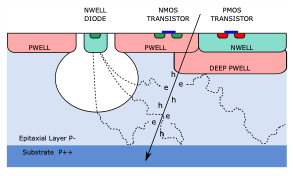 NWELL
DIODE
NMOS
TRANSISTOR
PMOS
TRANSISTOR
PWELL
PWELL
NWELL
DEEP PWELL
h
e
h
e
h
e
h
e
Epitaxial Layer P-
Substrate P++